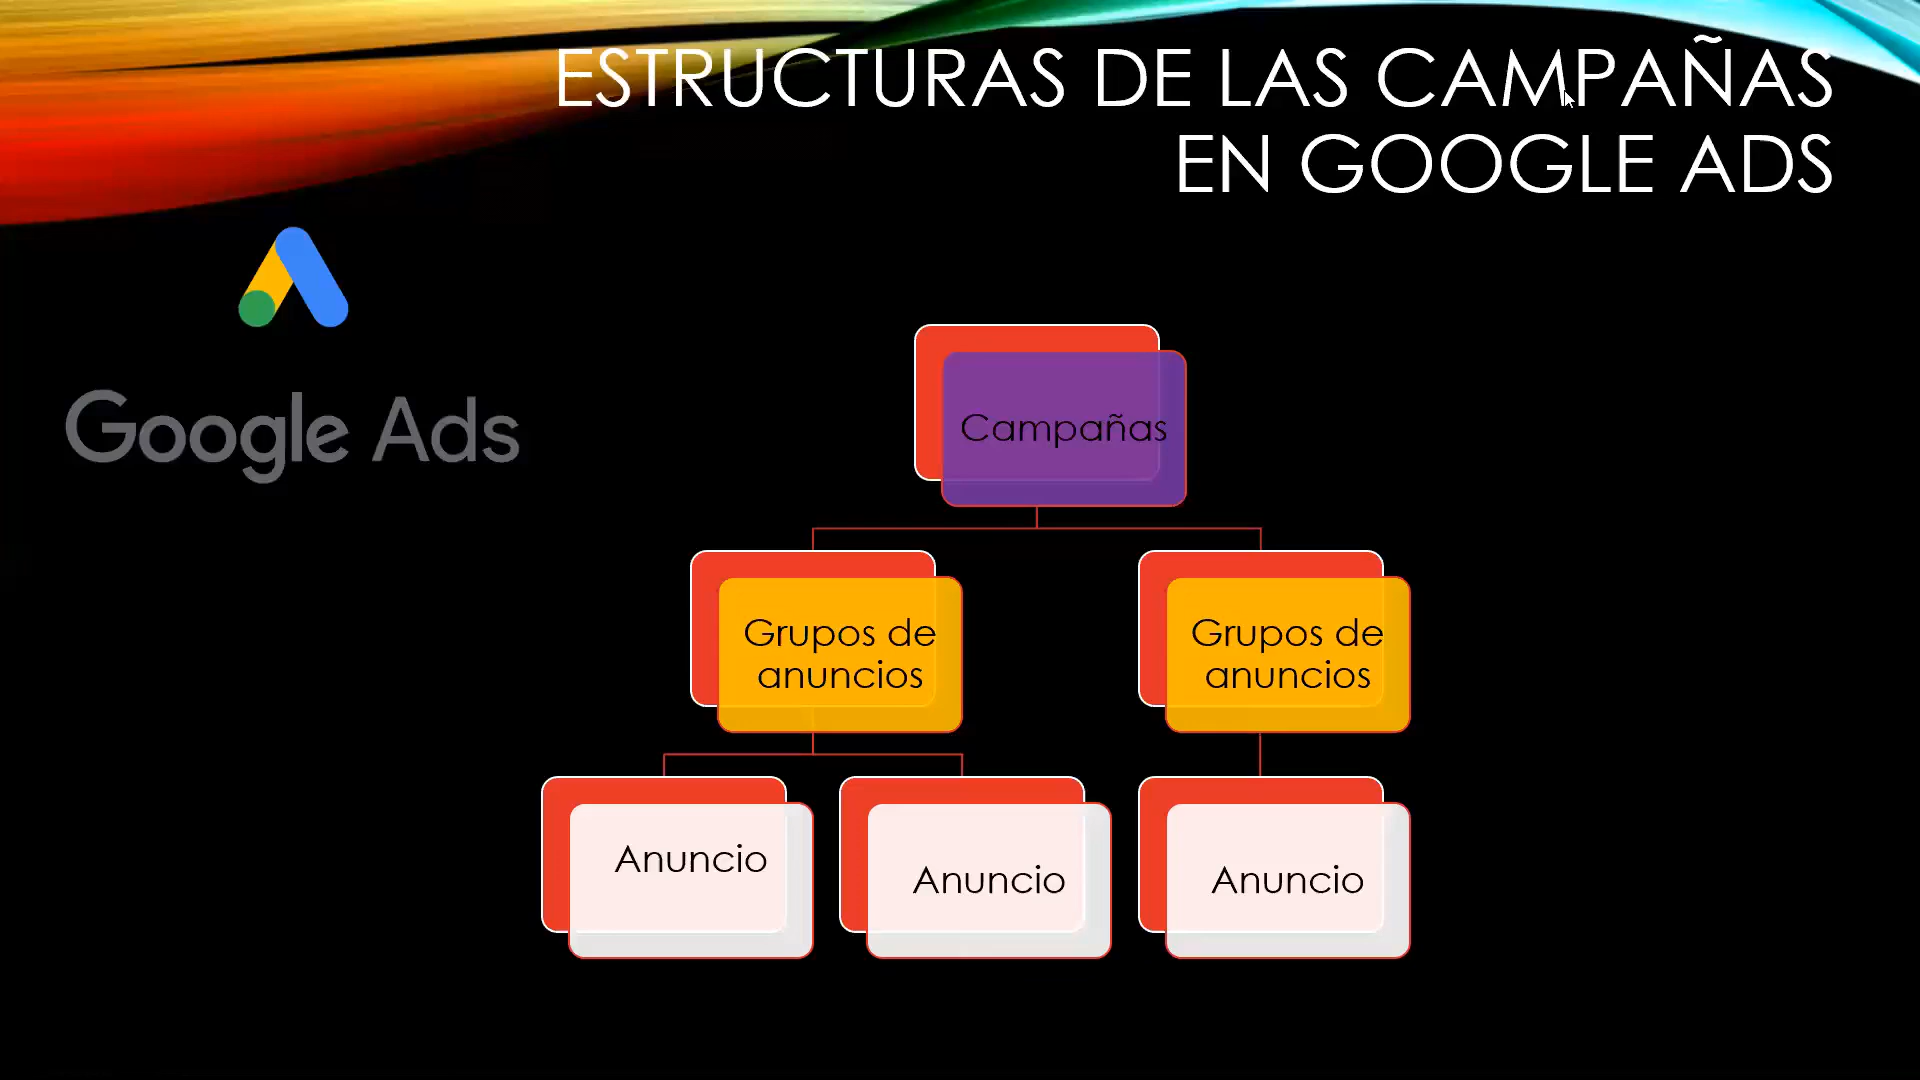 ESTRUCTURAS DE LAS CAMPAÑAS
EN GOOGLE ADS
Google Ads
Campañas
Grupos de
anuncios
Grupos de
anuncios
Anuncio
Anuncio
Anuncio